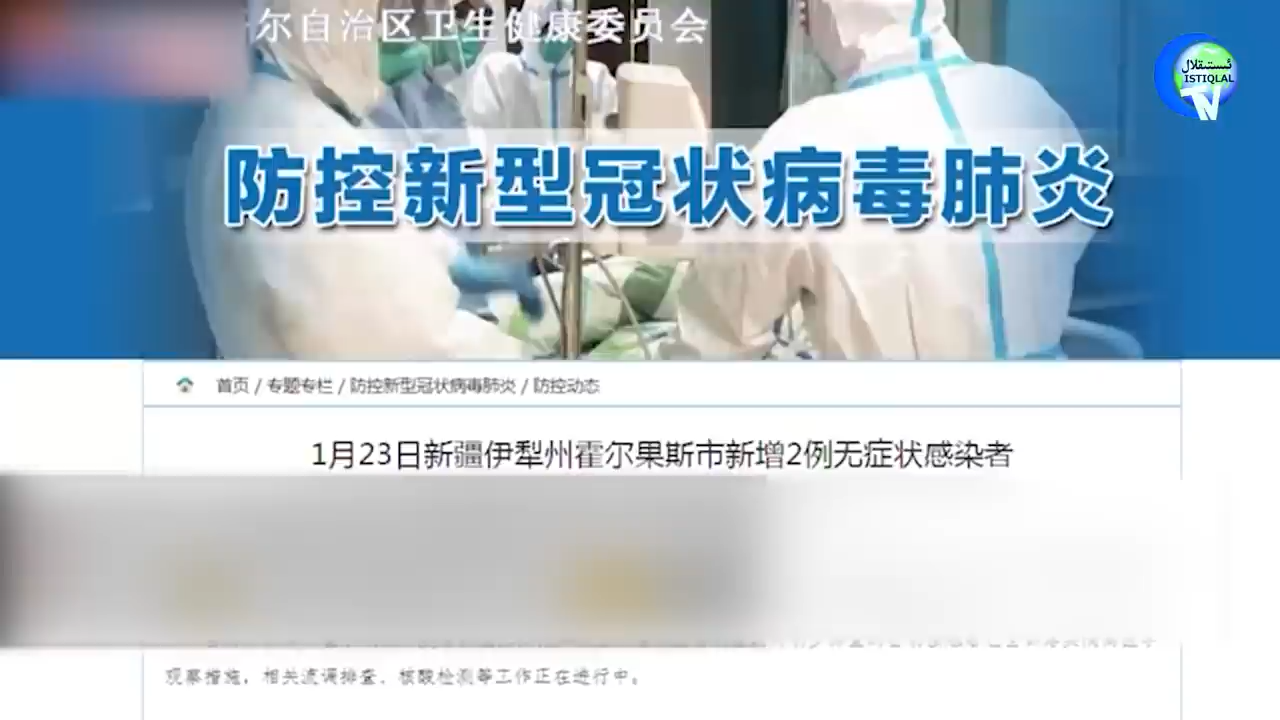 尔自治区卫生健康委员会
ئىستىقلال
ISTIQLAL
TV
防控新型冠状病毒肺炎
首页 / 专题专栏 / 防控新型冠状病毒肺炎 / 防控动态
1月23日新疆伊犁州霍尔果斯市新增2例无症状感染者
观察措施，相关流调排查、核酸检测等工作正在进行中。